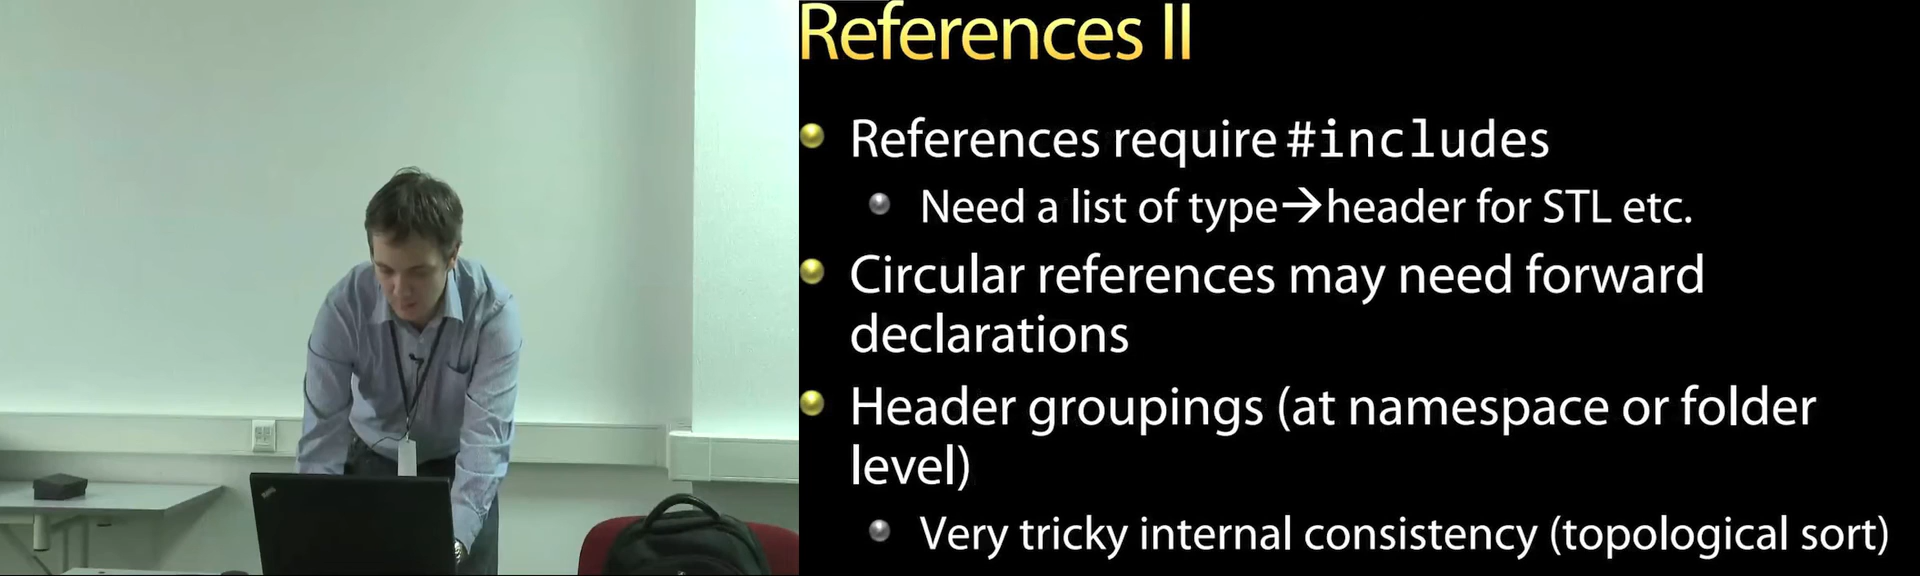 References II
References require #includes
Need a list of type→header for STL etc.
Circular references may need forward
declarations
Header groupings (at namespace or folder
level)
Very tricky internal consistency (topological sort)